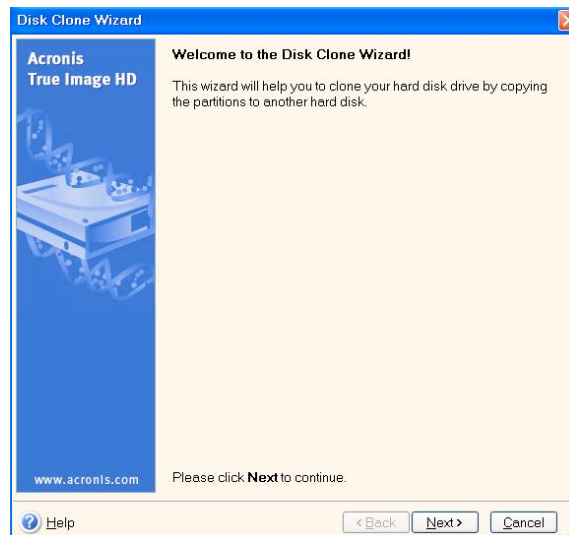 Disk Clone Wizard
Acronis
True Image HD
Welcome to the Disk Clone Wizard!
This wizard will help you to clone your hard disk drive by copying
the partitions to another hard disk.
www.acronis.com
Please click Next to continue.
Help
< Back
Next >
Cancel